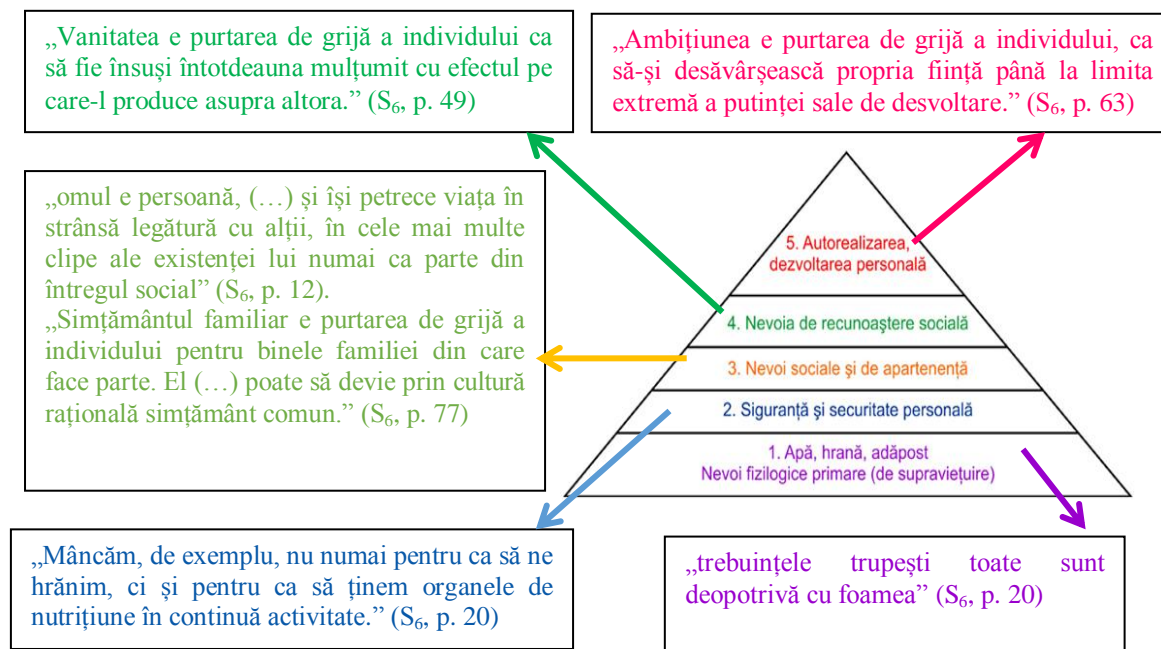 „Vanitatea e purtarea de grijă a individului ca
să fie însuși întotdeauna mulțumit cu efectul pe
care-l produce asupra altora.” (S₆, p. 49)
„Ambițiunea e purtarea de grijă a individului, ca
să-și desăvârșească propria ființă până la limita
extremă a putinței sale de desvoltare.” (S₆, p. 63)
„omul e persoană, (…) și își petrece viața în
strânsă legătură cu alții, în cele mai multe
clipe ale existenței lui numai ca parte din
întregul social” (S₆, p. 12).
„Simțământul familiar e purtarea de grijă a
individului pentru binele familiei din care
face parte. El (…) poate să devie prin cultură
rațională simțământ comun.” (S₆, p. 77)
5. Autorealizarea,
dezvoltarea personală
4. Nevoia de recunoaştere socială
3. Nevoi sociale şi de apartenenţă
2. Siguranţă şi securitate personală
1. Apă, hrană, adăpost
Nevoi fizilogice primare (de supravieţuire)
„Mâncăm, de exemplu, nu numai pentru ca să ne
hrănim, ci și pentru ca să ținem organele de
nutrițiune în continuă activitate.” (S₆, p. 20)
„trebuințele trupești toate sunt
deopotrivă cu foamea” (S₆, p. 20)